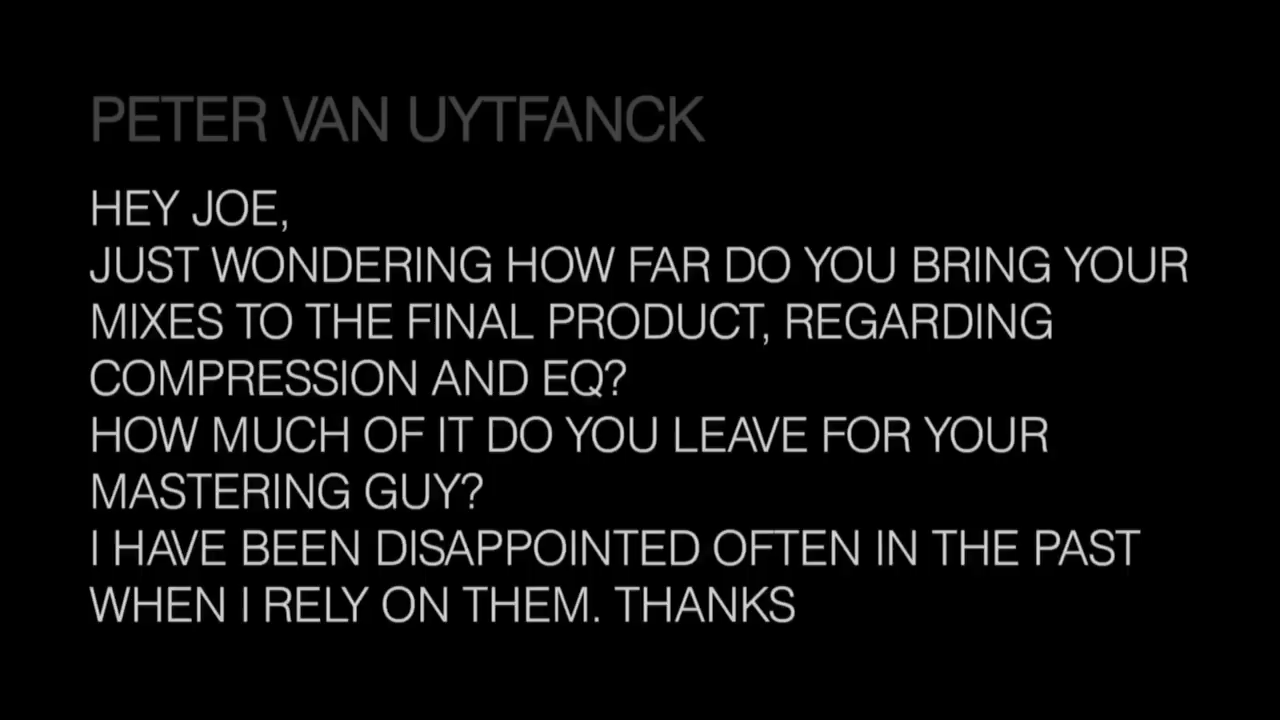 PETER VAN UYTFANCK
HEY JOE,
JUST WONDERING HOW FAR DO YOU BRING YOUR
MIXES TO THE FINAL PRODUCT, REGARDING
COMPRESSION AND EQ?
HOW MUCH OF IT DO YOU LEAVE FOR YOUR
MASTERING GUY?
I HAVE BEEN DISAPPOINTED OFTEN IN THE PAST
WHEN I RELY ON THEM. THANKS